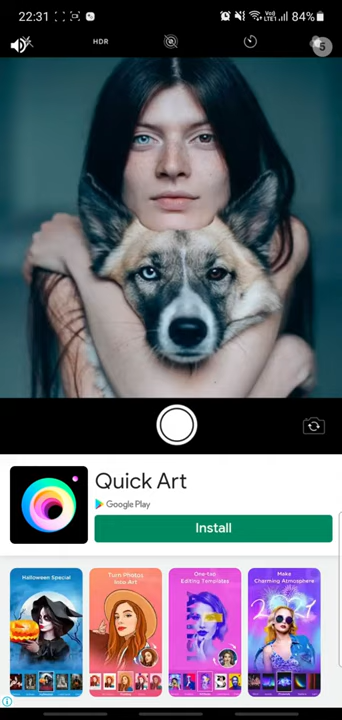 22:31
84%
HDR
5
Quick Art
Google Play
Install
Halloween Special
Turn Photos
Into Art
One-tap
Editing Templates
Make
Charming Atmosphere
2021